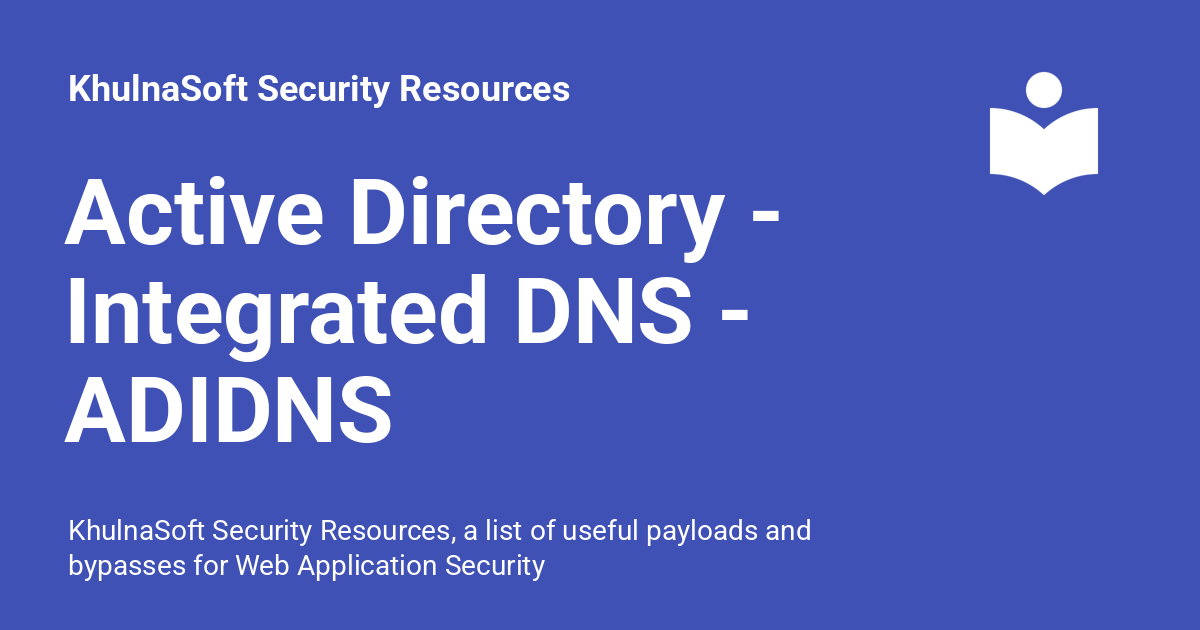 KhulnaSoft Security Resources
Active Directory -
Integrated DNS -
ADIDNS
KhulnaSoft Security Resources, a list of useful payloads and
bypasses for Web Application Security